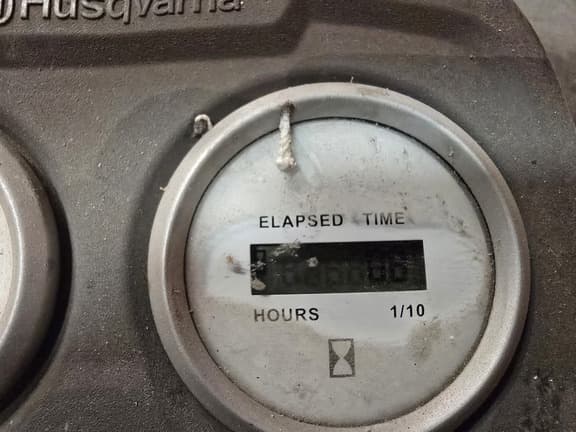 Husqvarna
ELAPSED TIME
HOURS 1/10